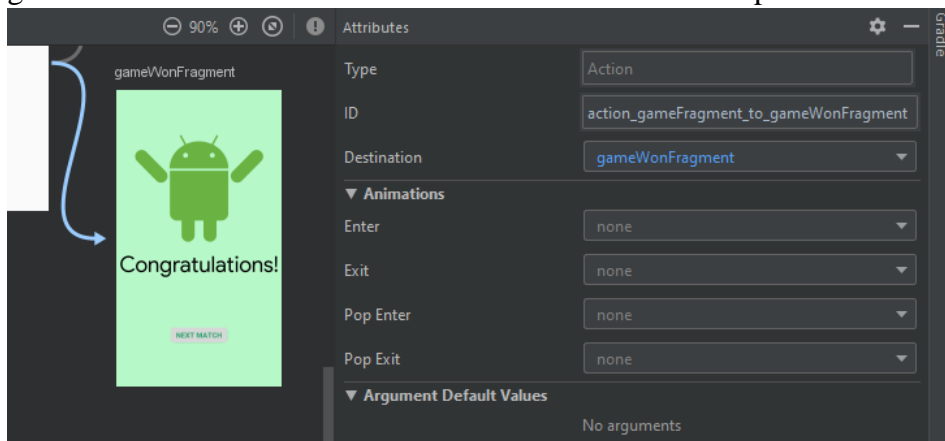 90%
Attributes
Gradle
gameWonFragment
Type
Action
ID
action_gameFragment_to_gameWonFragment
Destination
gameWonFragment
Animations
Enter
none
Exit
none
Pop Enter
none
Pop Exit
none
Argument Default Values
No arguments
Congratulations!
NEXT MATCH